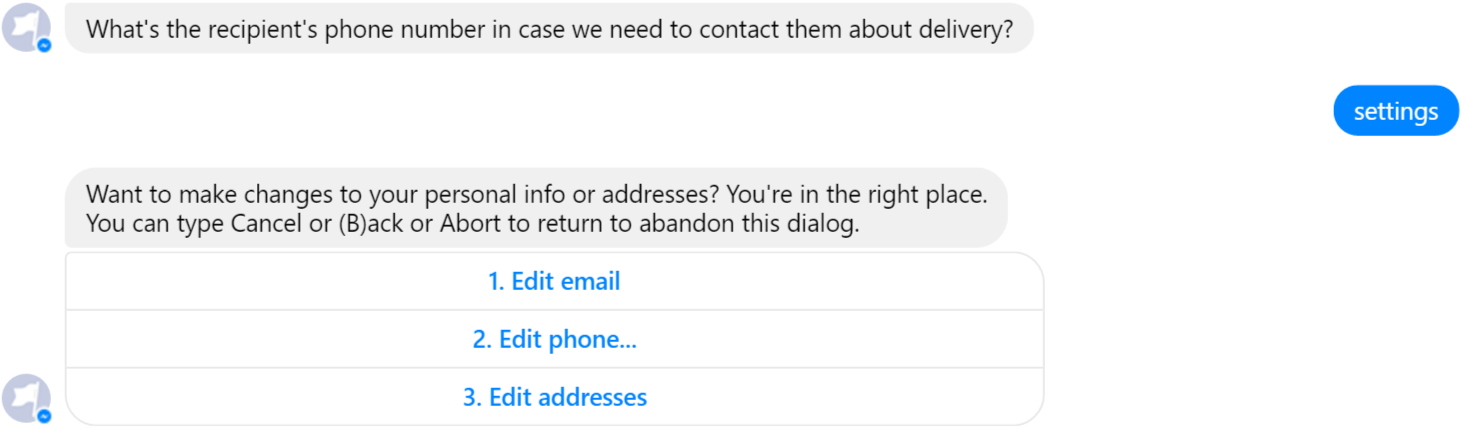 What's the recipient's phone number in case we need to contact them about delivery?
settings
Want to make changes to your personal info or addresses? You're in the right place.
You can type Cancel or (B)ack or Abort to return to abandon this dialog.
1. Edit email
2. Edit phone...
3. Edit addresses